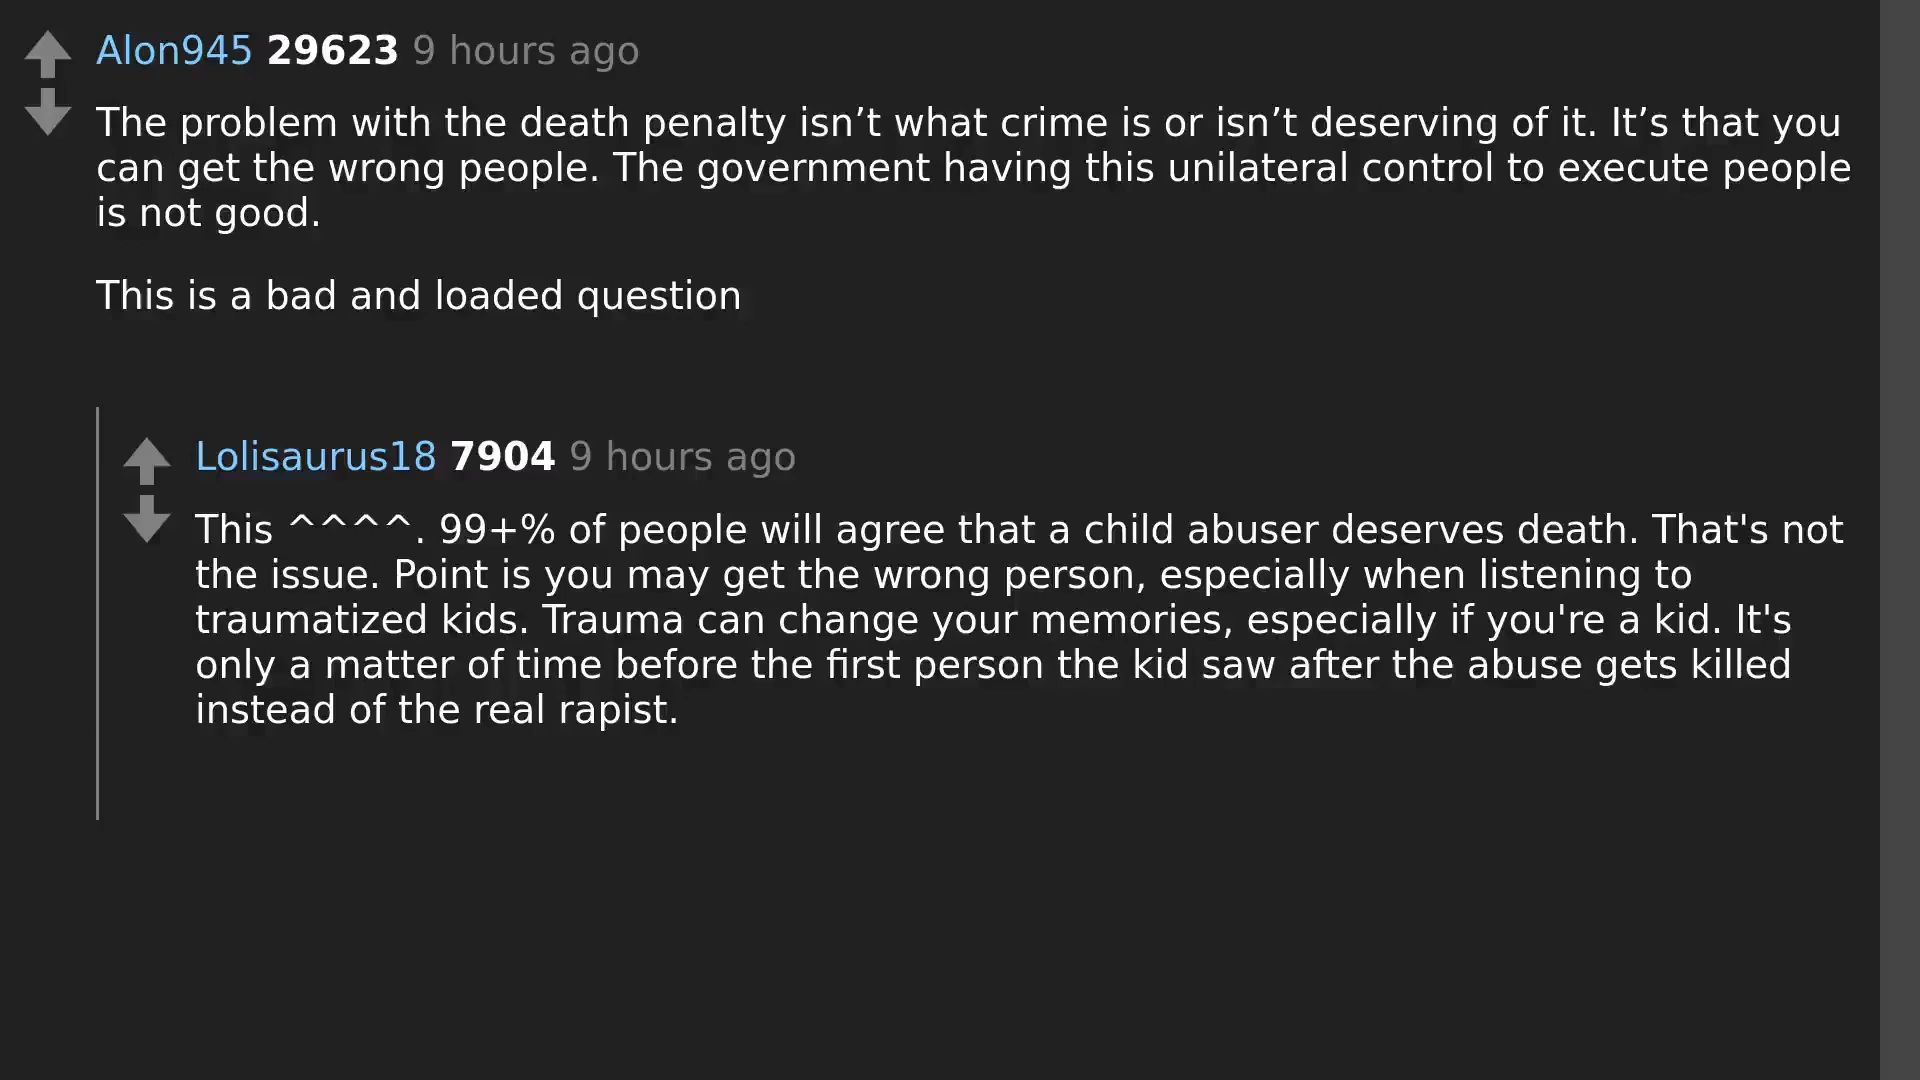 Alon945 29623 9 hours ago
The problem with the death penalty isn’t what crime is or isn’t deserving of it. It’s that you
can get the wrong people. The government having this unilateral control to execute people
is not good.
This is a bad and loaded question
Lolisaurus18 7904 9 hours ago
This ^^^^. 99+% of people will agree that a child abuser deserves death. That's not
the issue. Point is you may get the wrong person, especially when listening to
traumatized kids. Trauma can change your memories, especially if you're a kid. It's
only a matter of time before the first person the kid saw after the abuse gets killed
instead of the real rapist.